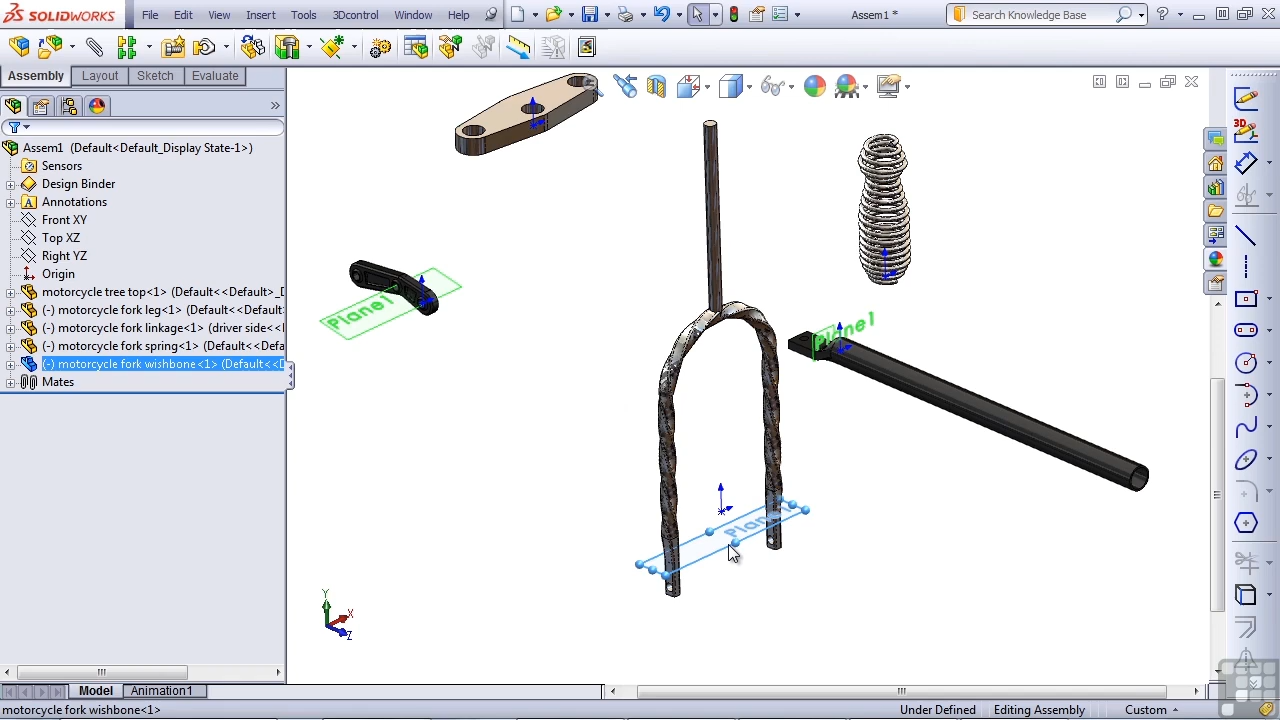 SOLIDWORKS File Edit View Insert Tools 3Dcontrol Window Help Assem1 * Search Knowledge Base ?
Assembly Layout Sketch Evaluate
Assem1 (Default<Default_Display State-1>)
Sensors
Design Binder
Annotations
Front XY
Top XZ
Right YZ
Origin
motorcycle tree top<1> (Default<<Default>_D
(-) motorcycle fork leg<1> (Default<<Default
(-) motorcycle fork linlage<1> (driver side<<
(-) motorcycle fork spring<1> (Default<<Defa
(-) motorcycle fork wishbone<1> (Default<<D
Mates
3D
Plane1
Plane1
Plane1
Y
X
Z
Model Animation1
motorcycle fork wishbone<1> Under Defined Editing Assembly Custom